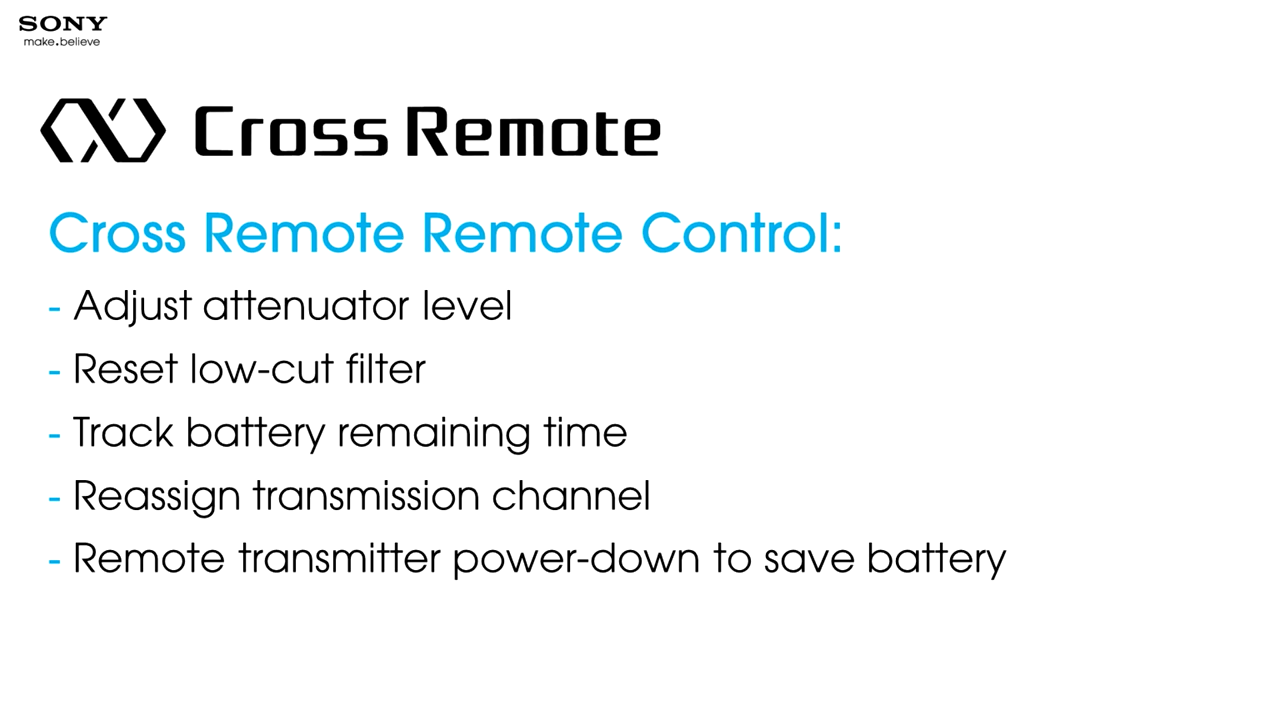 SONY
make.believe
Cross Remote
Cross Remote Remote Control:
- Adjust attenuator level
- Reset low-cut filter
- Track battery remaining time
- Reassign transmission channel
- Remote transmitter power-down to save battery